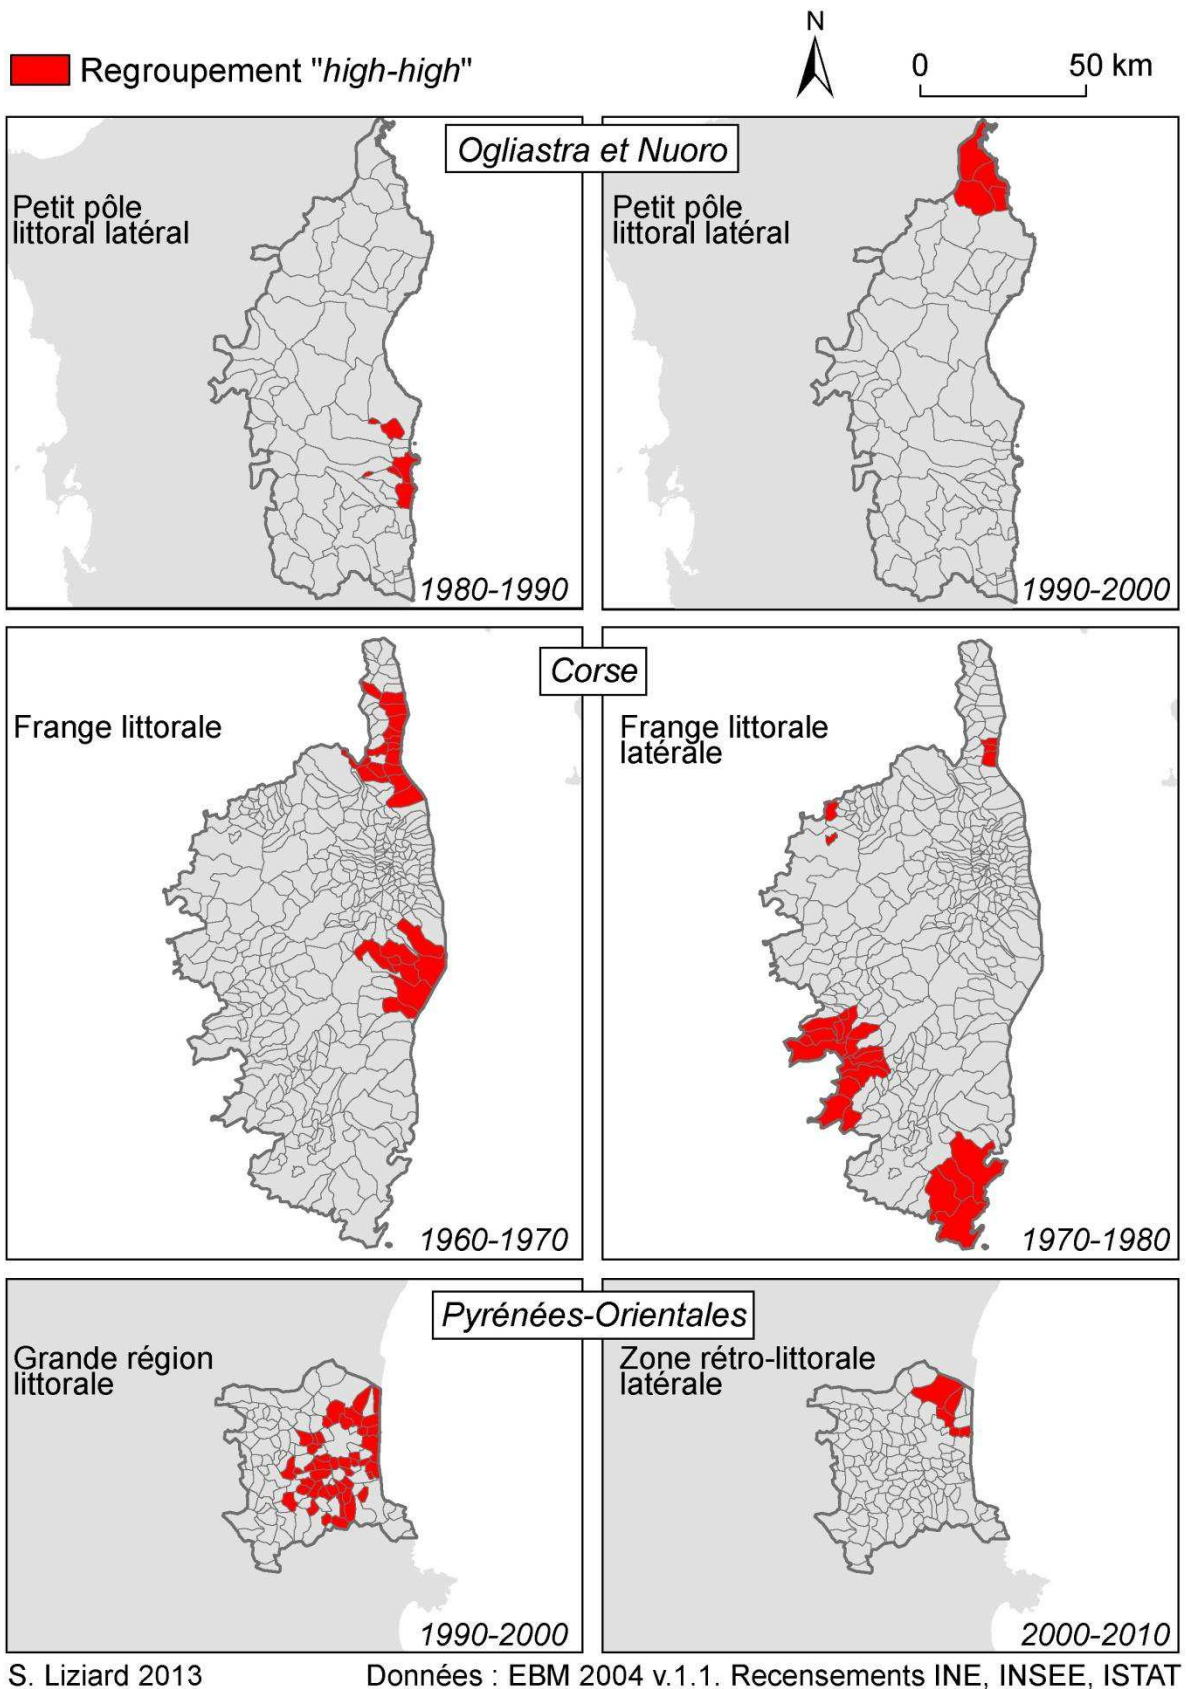 N
Regroupement "high-high"
0 50 km
Ogliastra et Nuoro
Petit pôle
littoral latéral
1980-1990
Petit pôle
littoral latéral
1990-2000
Corse
Frange littorale
1960-1970
Frange littorale
latérale
1970-1980
Pyrénées-Orientales
Grande région
littorale
1990-2000
Zone rétro-littorale
latérale
2000-2010
S. Liziard 2013 Données : EBM 2004 v.1.1. Recensements INE, INSEE, ISTAT